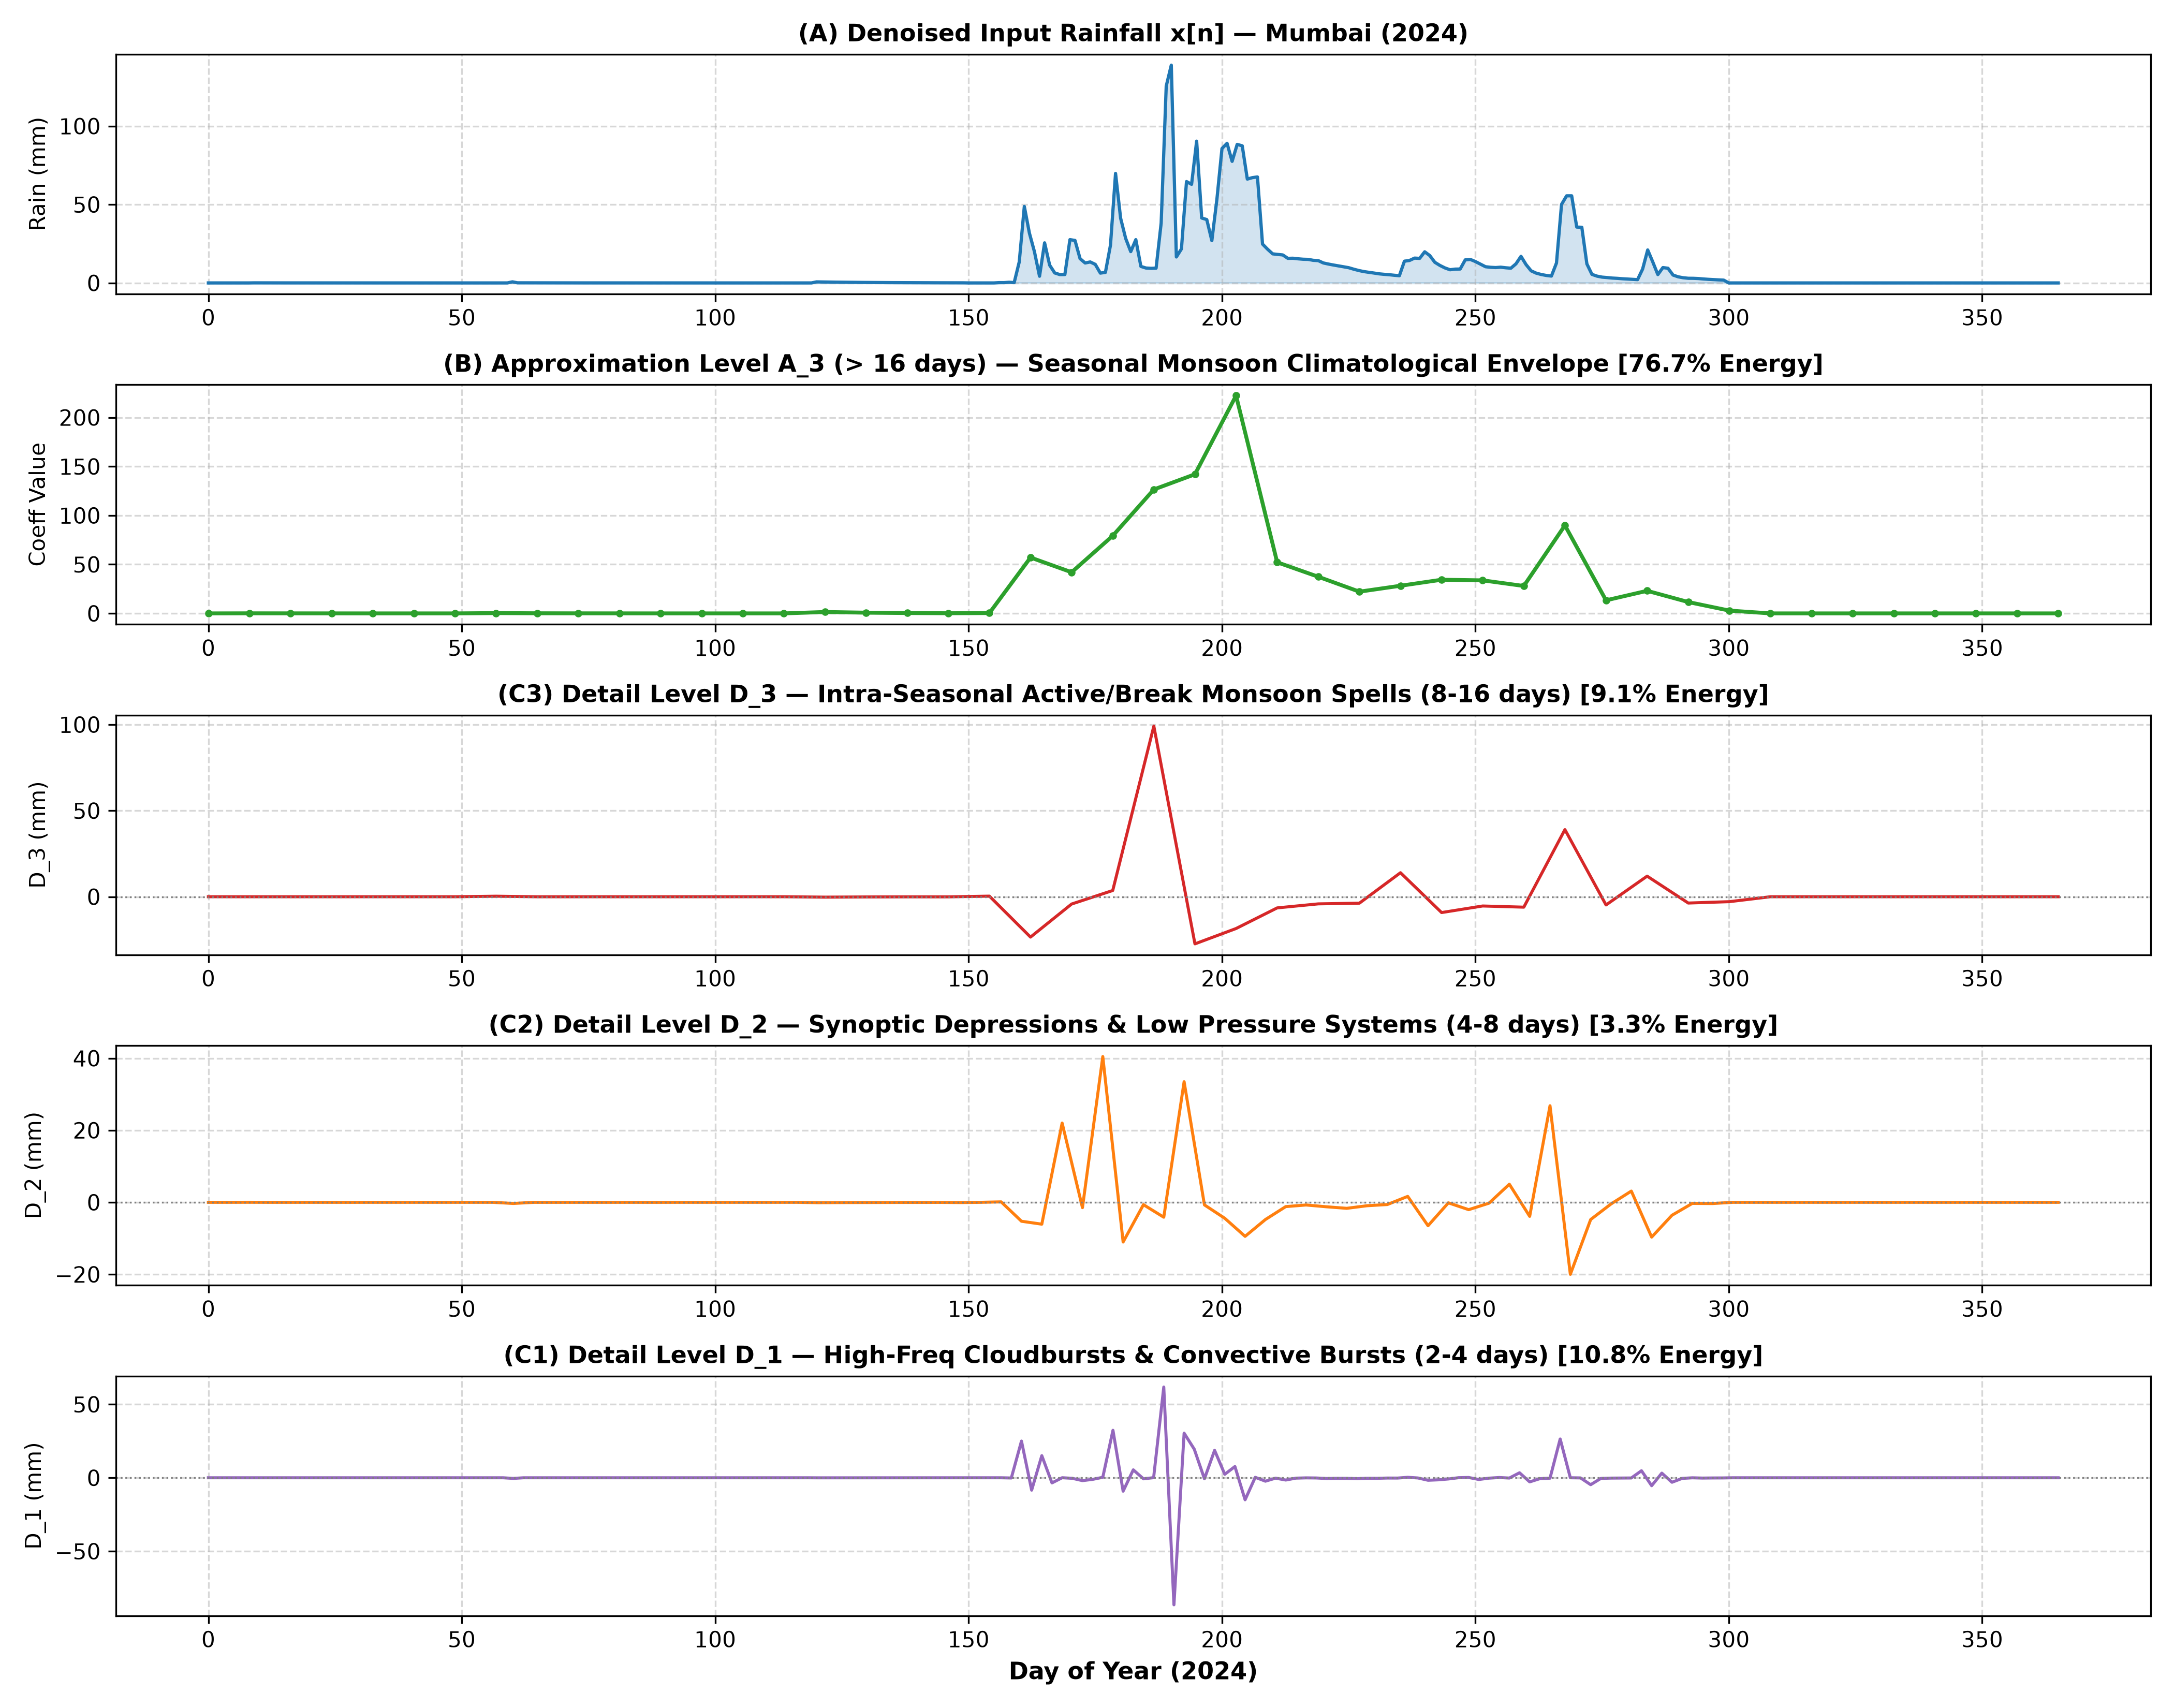 (A) Denoised Input Rainfall x[n] — Mumbai (2024)
Rain (mm)
100
50
0
0 50 100 150 200 250 300 350
(B) Approximation Level A_3 (> 16 days) — Seasonal Monsoon Climatological Envelope [76.7% Energy]
Coeff Value
200
150
100
50
0
0 50 100 150 200 250 300 350
(C3) Detail Level D_3 — Intra-Seasonal Active/Break Monsoon Spells (8-16 days) [9.1% Energy]
D_3 (mm)
100
50
0
0 50 100 150 200 250 300 350
(C2) Detail Level D_2 — Synoptic Depressions & Low Pressure Systems (4-8 days) [3.3% Energy]
D_2 (mm)
40
20
0
−20
0 50 100 150 200 250 300 350
(C1) Detail Level D_1 — High-Freq Cloudbursts & Convective Bursts (2-4 days) [10.8% Energy]
D_1 (mm)
50
0
−50
0 50 100 150 200 250 300 350
Day of Year (2024)